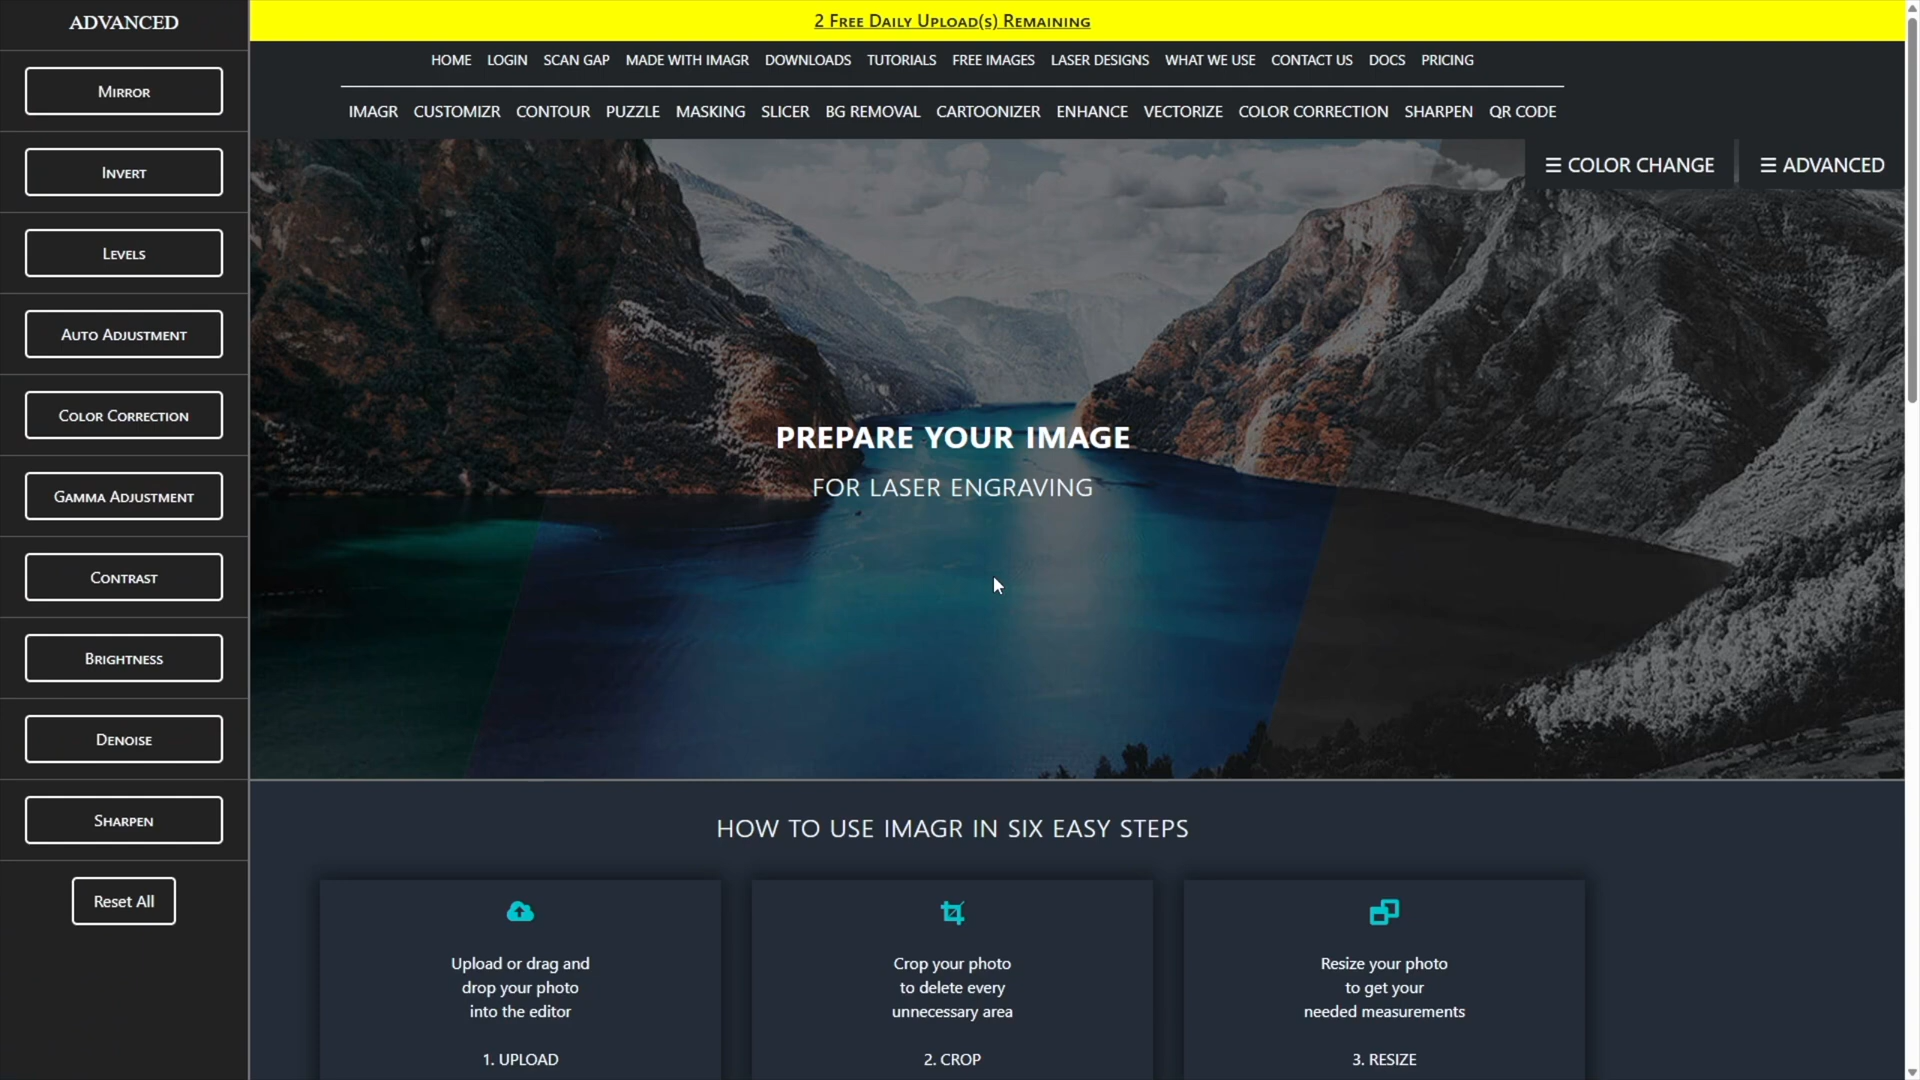 ADVANCED
Mirror
Invert
Levels
Auto Adjustment
Color Correction
Gamma Adjustment
Contrast
Brightness
Denoise
Sharpen
Reset All
2 Free Daily Upload(s) Remaining
HOME LOGIN SCAN GAP MADE WITH IMAGR DOWNLOADS TUTORIALS FREE IMAGES LASER DESIGNS WHAT WE USE CONTACT US DOCS PRICING
IMAGR CUSTOMIZR CONTOUR PUZZLE MASKING SLICER BG REMOVAL CARTOONIZER ENHANCE VECTORIZE COLOR CORRECTION SHARPEN QR CODE
☰ COLOR CHANGE ☰ ADVANCED
PREPARE YOUR IMAGE
FOR LASER ENGRAVING
HOW TO USE IMAGR IN SIX EASY STEPS
Upload or drag and
drop your photo
into the editor
1. UPLOAD
Crop your photo
to delete every
unnecessary area
2. CROP
Resize your photo
to get your
needed measurements
3. RESIZE